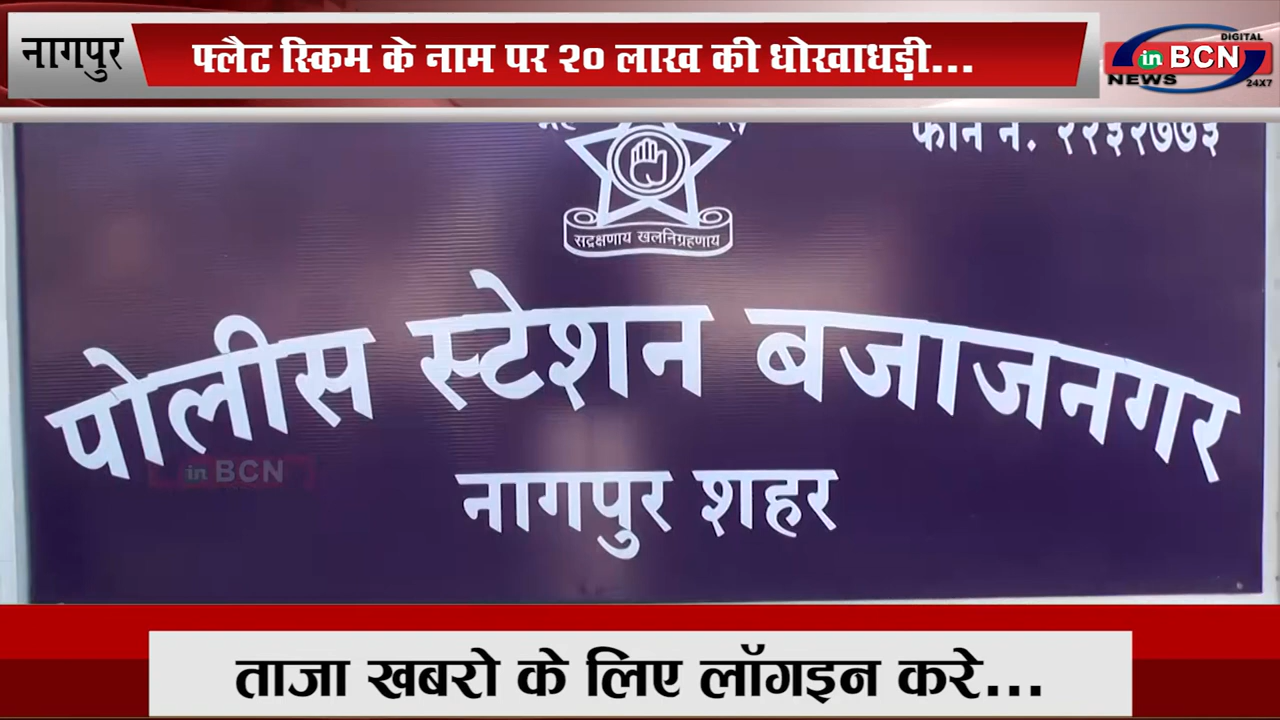 नागपुर
फ्लैट स्किम के नाम पर २० लाख की धोखाधड़ी...
DIGITAL
in BCN
NEWS 24X7
फोन नं. २२३२७७३
सद्रक्षणाय खलनिग्रहणाय
पोलीस स्टेशन बजाजनगर
in BCN
नागपुर शहर
ताजा खबरो के लिए लॉगइन करे...